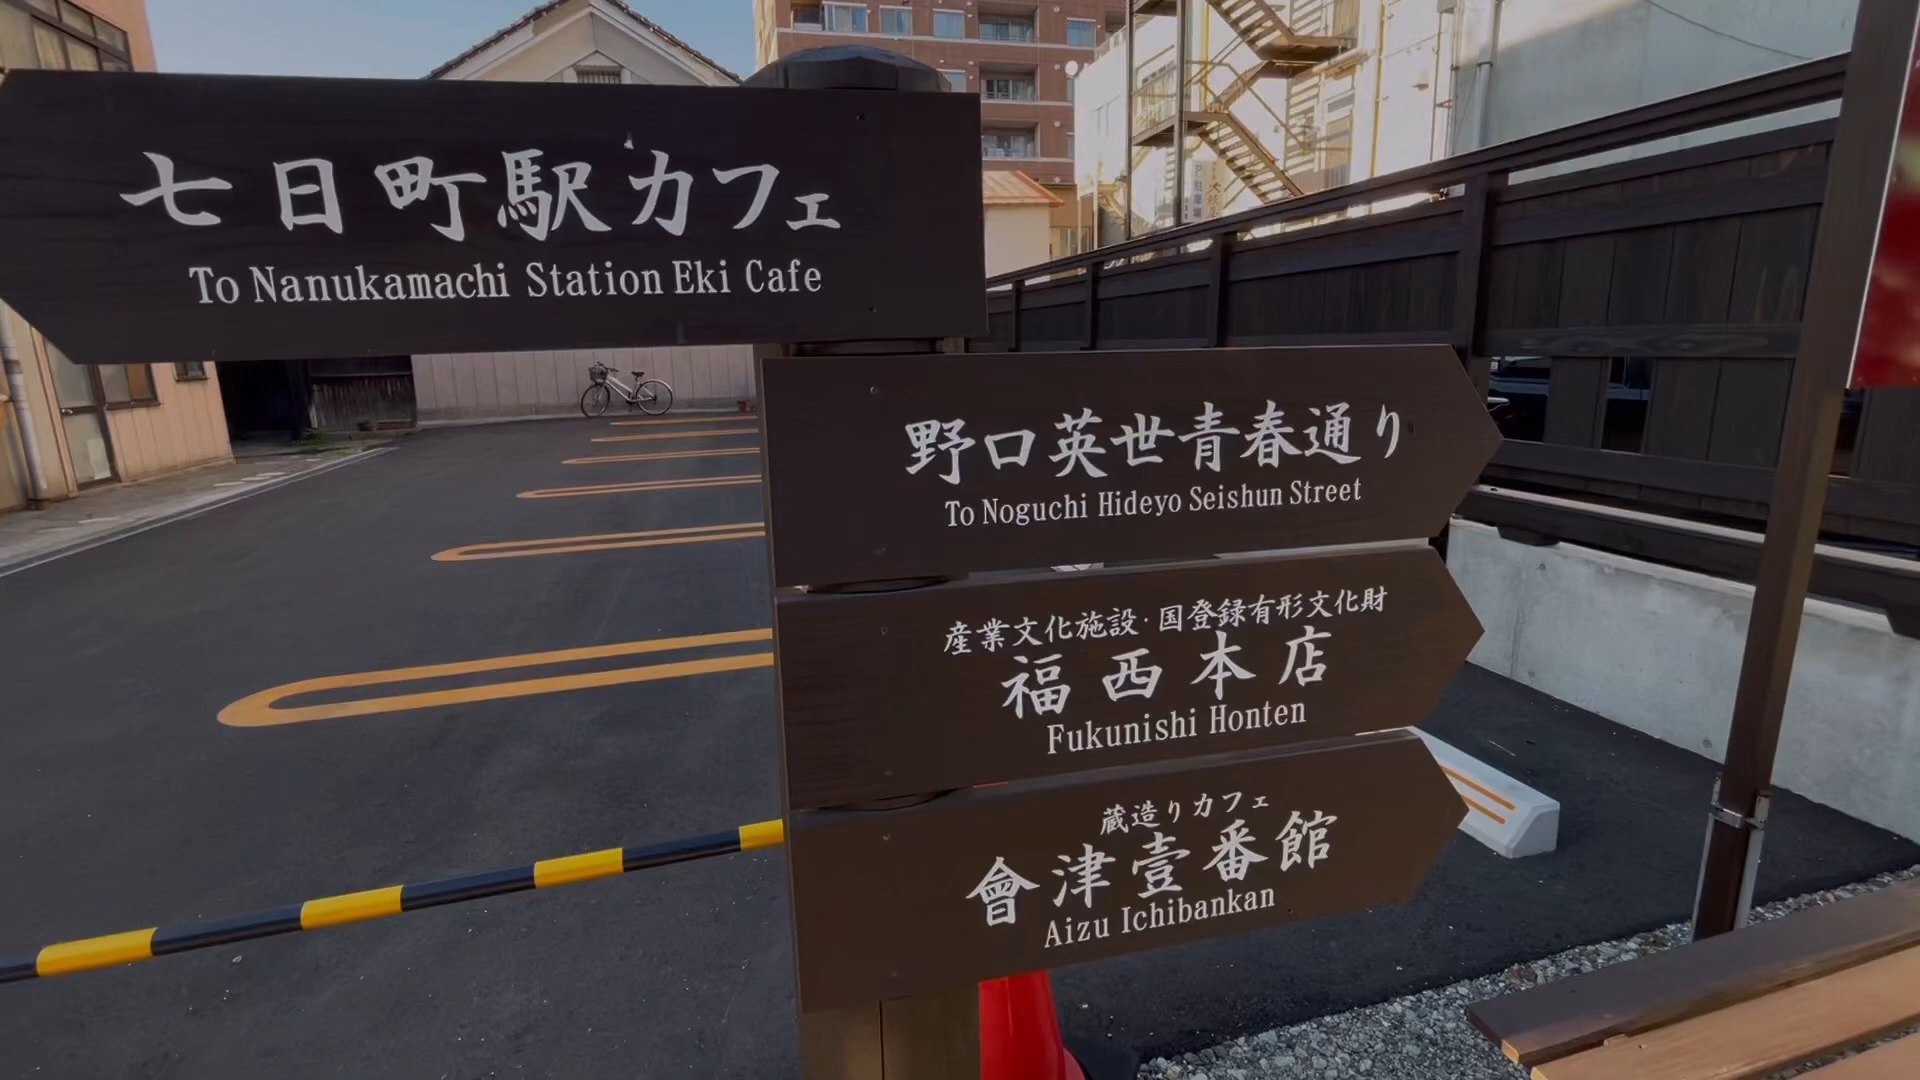 七日町駅カフェ
To Nanukamachi Station Eki Cafe
野口英世青春通り
To Noguchi Hideyo Seishun Street
産業文化施設・国登録有形文化財
福西本店
Fukunishi Honten
蔵造りカフェ
會津壹番館
Aizu Ichibankan